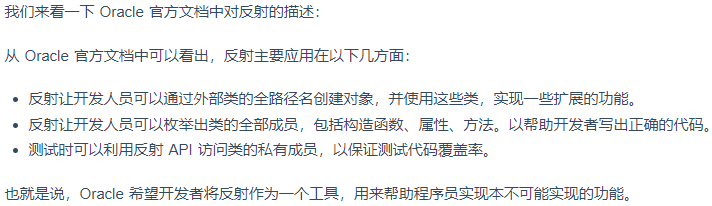 我们来看一下 Oracle 官方文档中对反射的描述：
从 Oracle 官方文档中可以看出，反射主要应用在以下几方面：
• 反射让开发人员可以通过外部类的全路径名创建对象，并使用这些类，实现一些扩展的功能。
• 反射让开发人员可以枚举出类的全部成员，包括构造函数、属性、方法。以帮助开发者写出正确的代码。
• 测试时可以利用反射 API 访问类的私有成员，以保证测试代码覆盖率。
也就是说，Oracle 希望开发者将反射作为一个工具，用来帮助程序员实现本不可能实现的功能。